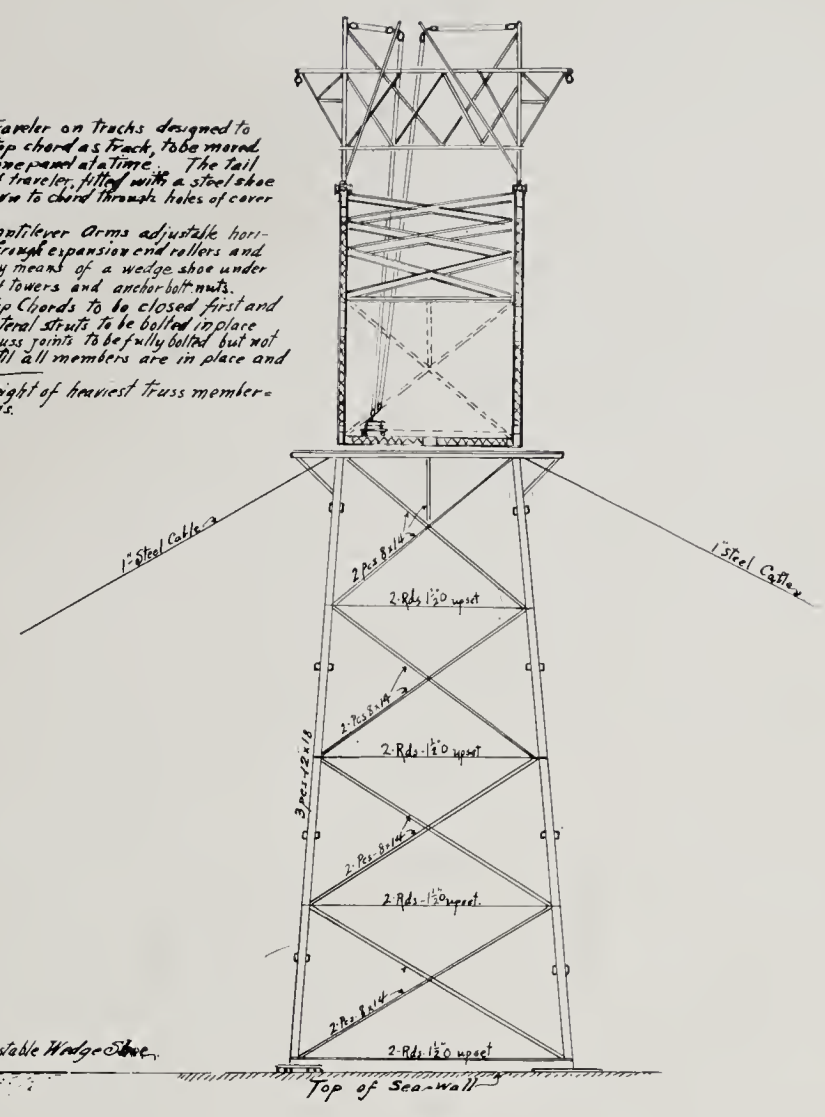 raveler on trucks designed to
op chord as track, to be moved
ne panel at a time. The tail
f traveler, fitted with a steel shoe
wn to chord through holes of cover
antilever Arms adjustable hori-
rough expansion end rollers and
y means of a wedge shoe under
t towers and anchor bolt nuts.
p Chords to be closed first and
teral struts to be bolted in place
uss joints to be fully bolted but not
til all members are in place and
ight of heaviest truss member=
s.
1" Steel Cable
1" Steel Cable
2 Pcs 8x14
2-Rds 1½"O upset
2-Pcs 8x14
2-Rds-1½"O upset
3 pcs-12x18
2-Pcs-8x14
2-Rds-1½"O upset.
2-Pcs-8x14
2-Rds-1½"O upset
stable Wedge Shoe.
Top of Sea-wall